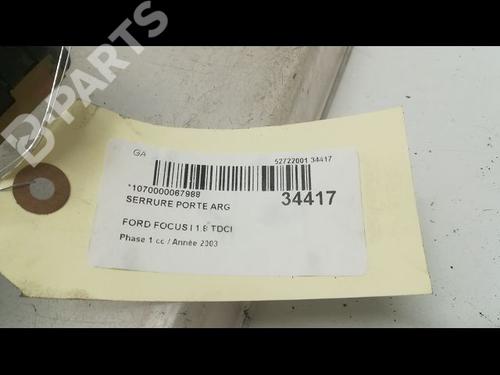 D-PARTS
GA
52722001 34417
*1070000067988
SERRURE PORTE ARG
34417
FORD FOCUS I 1.8 TDCI
Phase 1 cc / Année 2003